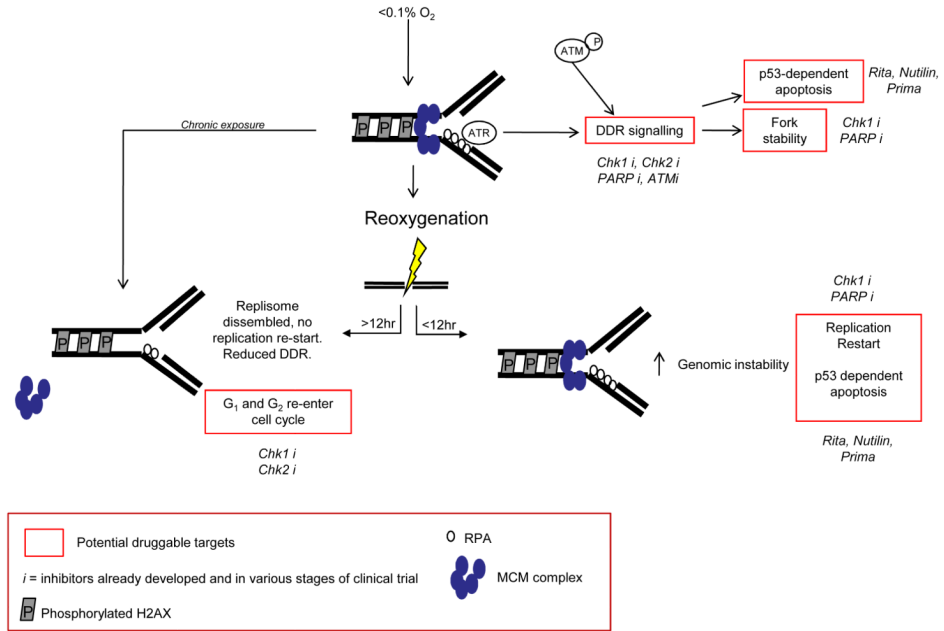 <0.1% O2
ATM
P
p53-dependent
apoptosis
Rita, Nutilin,
Prima
Chronic exposure
P
P
P
ATR
DDR signalling
Fork
stability
Chk1 i
PARP i
Chk1 i, Chk2 i
PARP i, ATMi
Reoxygenation
Replisome
dissembled, no
replication re-start.
Reduced DDR.
>12hr
<12hr
P
P
P
P
P
P
Genomic instability
Chk1 i
PARP i
Replication
Restart
p53 dependent
apoptosis
Rita, Nutilin,
Prima
G1 and G2 re-enter
cell cycle
Chk1 i
Chk2 i
Potential druggable targets
i = inhibitors already developed and in various stages of clinical trial
P Phosphorylated H2AX
RPA
MCM complex